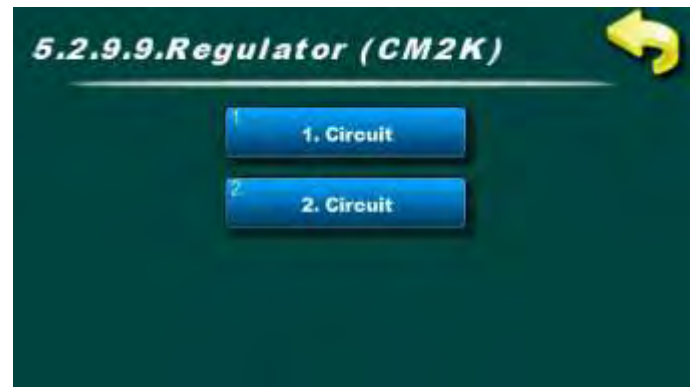 5.2.9.9.Regulator (CM2K)
1
1. Circuit
2.
2. Circuit